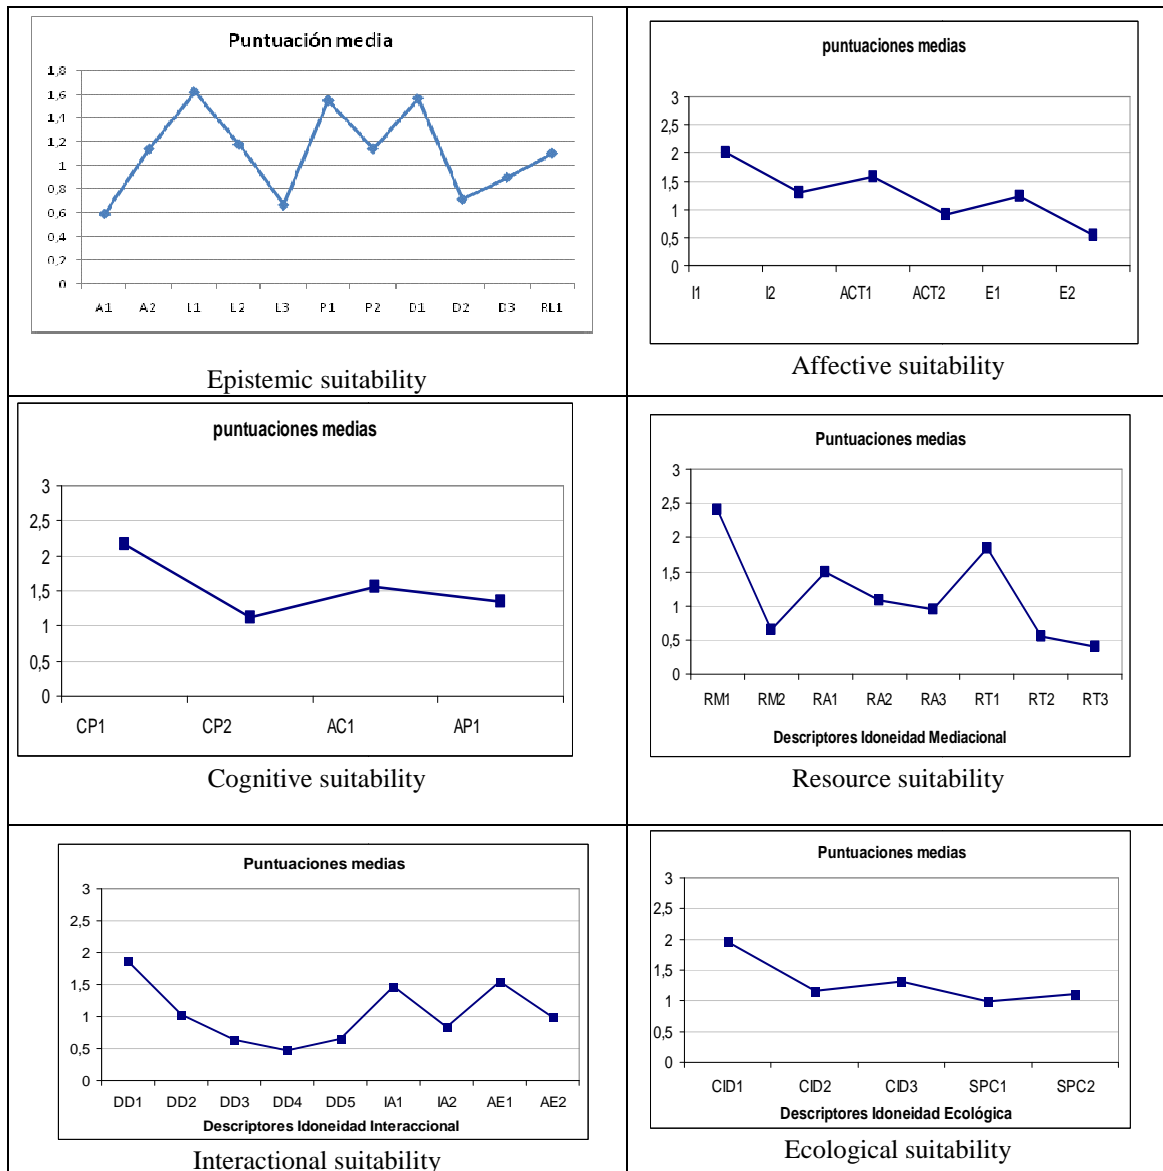 Puntuación media
1,8
1,6
1,4
1,2
1
0,8
0,6
0,4
0,2
0
A1 A2 L1 L2 L3 P1 P2 D1 D2 D3 RL1
Epistemic suitability
puntuaciones medias
3
2,5
2
1,5
1
0,5
0
I1 I2 ACT1 ACT2 E1 E2
Affective suitability
puntuaciones medias
3
2,5
2
1,5
1
0,5
0
CP1 CP2 AC1 AP1
Cognitive suitability
Puntuaciones medias
3
2,5
2
1,5
1
0,5
0
RM1 RM2 RA1 RA2 RA3 RT1 RT2 RT3
Descriptores Idoneidad Mediacional
Resource suitability
Puntuaciones medias
3
2,5
2
1,5
1
0,5
0
DD1 DD2 DD3 DD4 DD5 IA1 IA2 AE1 AE2
Descriptores Idoneidad Interaccional
Interactional suitability
Puntuaciones medias
3
2,5
2
1,5
1
0,5
0
CID1 CID2 CID3 SPC1 SPC2
Descriptores Idoneidad Ecológica
Ecological suitability